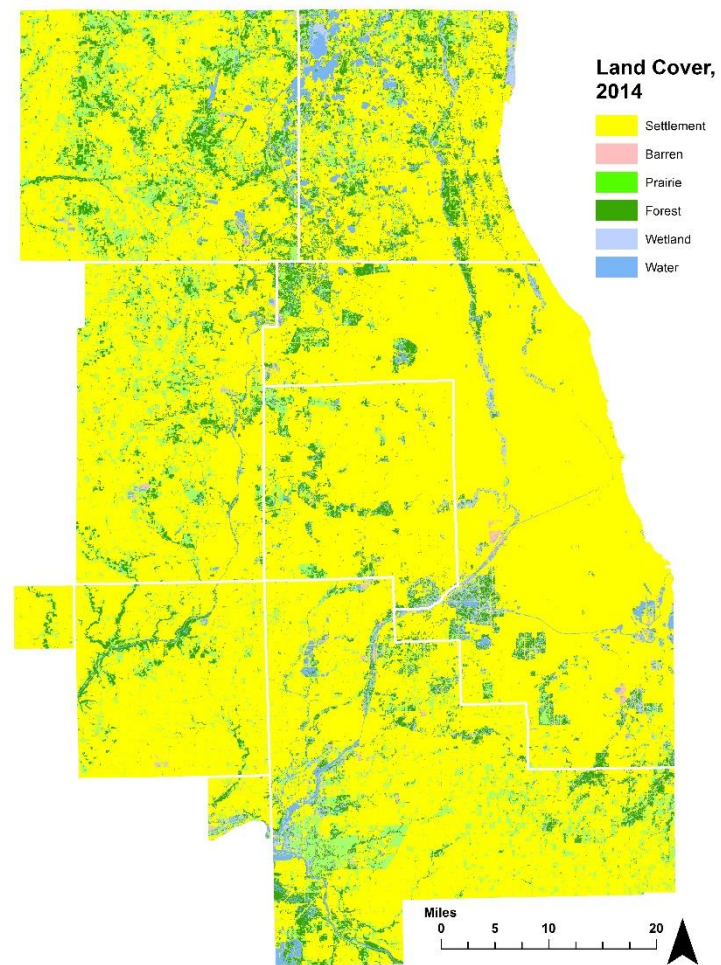 Land Cover,
2014
Settlement
Barren
Prairie
Forest
Wetland
Water
Miles
0 5 10 20